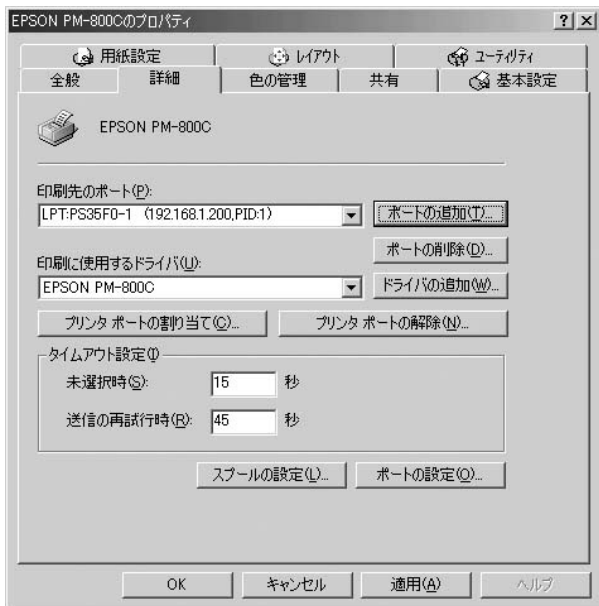 EPSON PM-800Cのプロパティ
用紙設定 レイアウト ユーティリティ
全般 詳細 色の管理 共有 基本設定
EPSON PM-800C
印刷先のポート(P):
LPT:PS35F0-1 (192.168.1.200,PID:1) ポートの追加(T)...
ポートの削除(D)...
印刷に使用するドライバ(U):
EPSON PM-800C ドライバの追加(W)...
プリンタ ポートの割り当て(C)... プリンタ ポートの解除(N)...
タイムアウト設定(I)
未選択時(S): 15 秒
送信の再試行時(R): 45 秒
スプールの設定(L)... ポートの設定(O)...
OK キャンセル 適用(A) ヘルプ